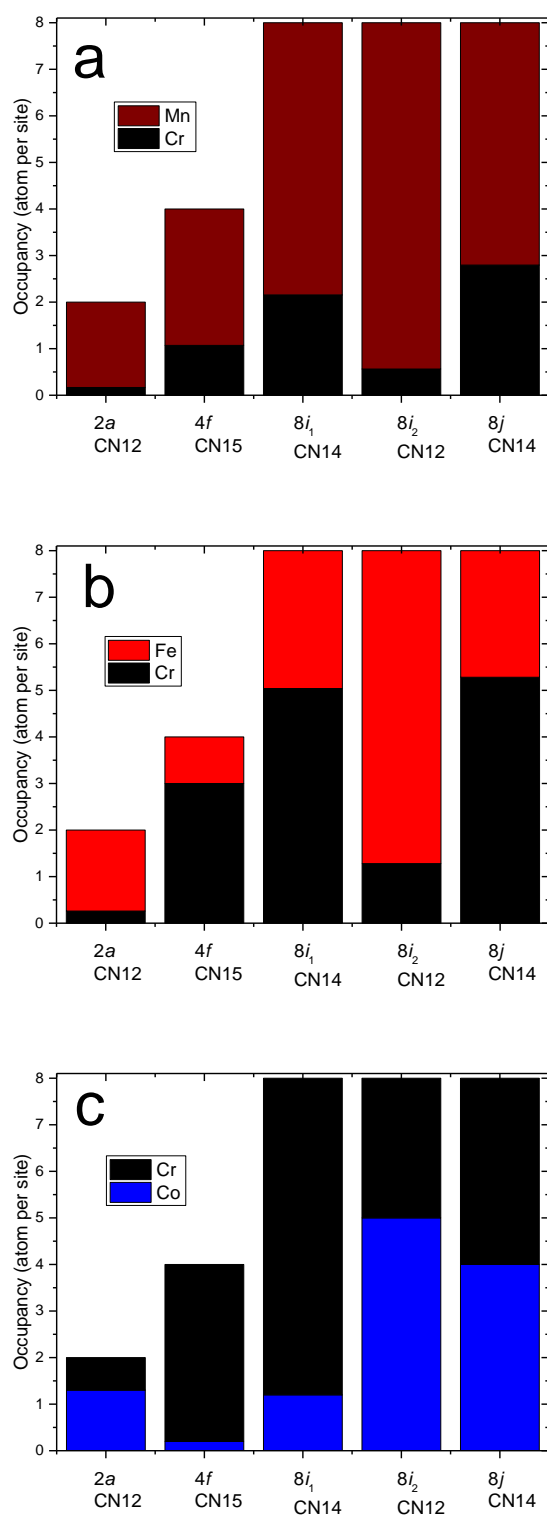 a
Mn
Cr
Occupancy (atom per site)
8
7
6
5
4
3
2
1
0
2a 4f 8i₁ 8i₂ 8j
CN12 CN15 CN14 CN12 CN14
b
Fe
Cr
Occupancy (atom per site)
8
7
6
5
4
3
2
1
0
2a 4f 8i₁ 8i₂ 8j
CN12 CN15 CN14 CN12 CN14
c
Cr
Co
Occupancy (atom per site)
8
7
6
5
4
3
2
1
0
2a 4f 8i₁ 8i₂ 8j
CN12 CN15 CN14 CN12 CN14